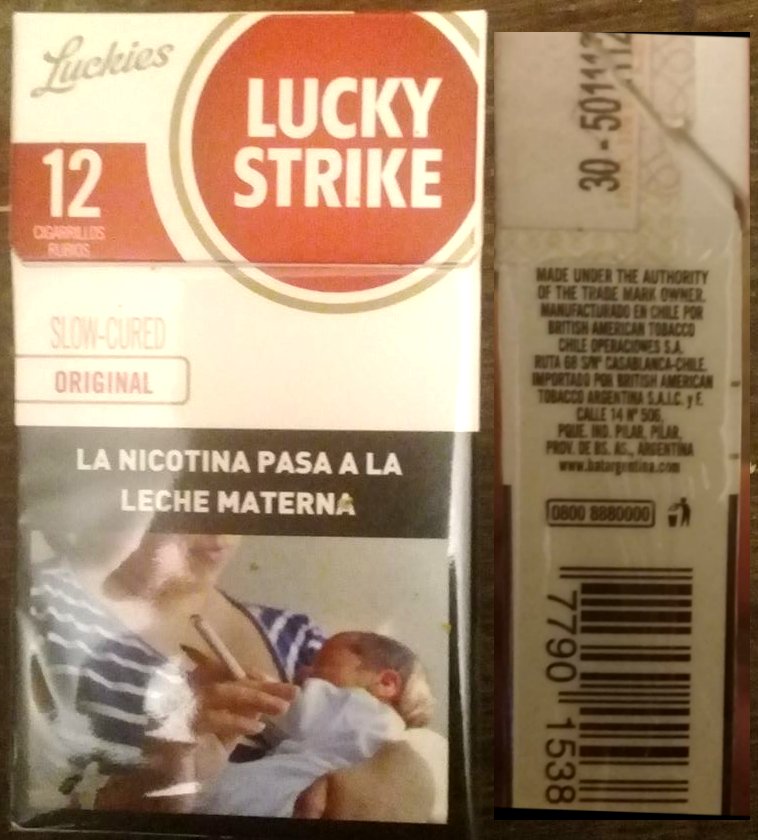 Luckies
LUCKY
STRIKE
12
CIGARRILLOS
RUBIOS
SLOW-CURED
ORIGINAL
LA NICOTINA PASA A LA
LECHE MATERNA
MADE UNDER THE AUTHORITY
OF THE TRADE MARK OWNER.
MANUFACTURADO EN CHILE POR
BRITISH AMERICAN TOBACCO
CHILE OPERACIONES S.A.
RUTA 68 S/Nº CASABLANCA-CHILE.
IMPORTADO POR BRITISH AMERICAN
TOBACCO ARGENTINA S.A.I.C. y F.
CALLE 14 Nº 506,
PQUE. IND. PILAR, PILAR,
PROV. DE BS. AS., ARGENTINA
www.batargentina.com
0800 8880000
7790 1538